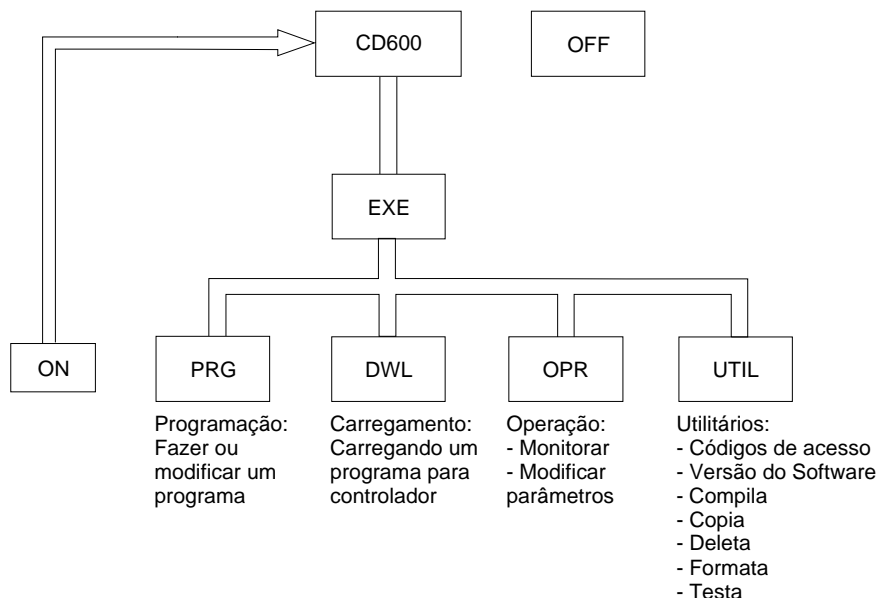 CD600
OFF
EXE
ON
PRG
DWL
OPR
UTIL
Programação:
Fazer ou
modificar um
programa
Carregamento:
Carregando um
programa para
controlador
Operação:
- Monitorar
- Modificar
parâmetros
Utilitários:
- Códigos de acesso
- Versão do Software
- Compila
- Copia
- Deleta
- Formata
- Testa